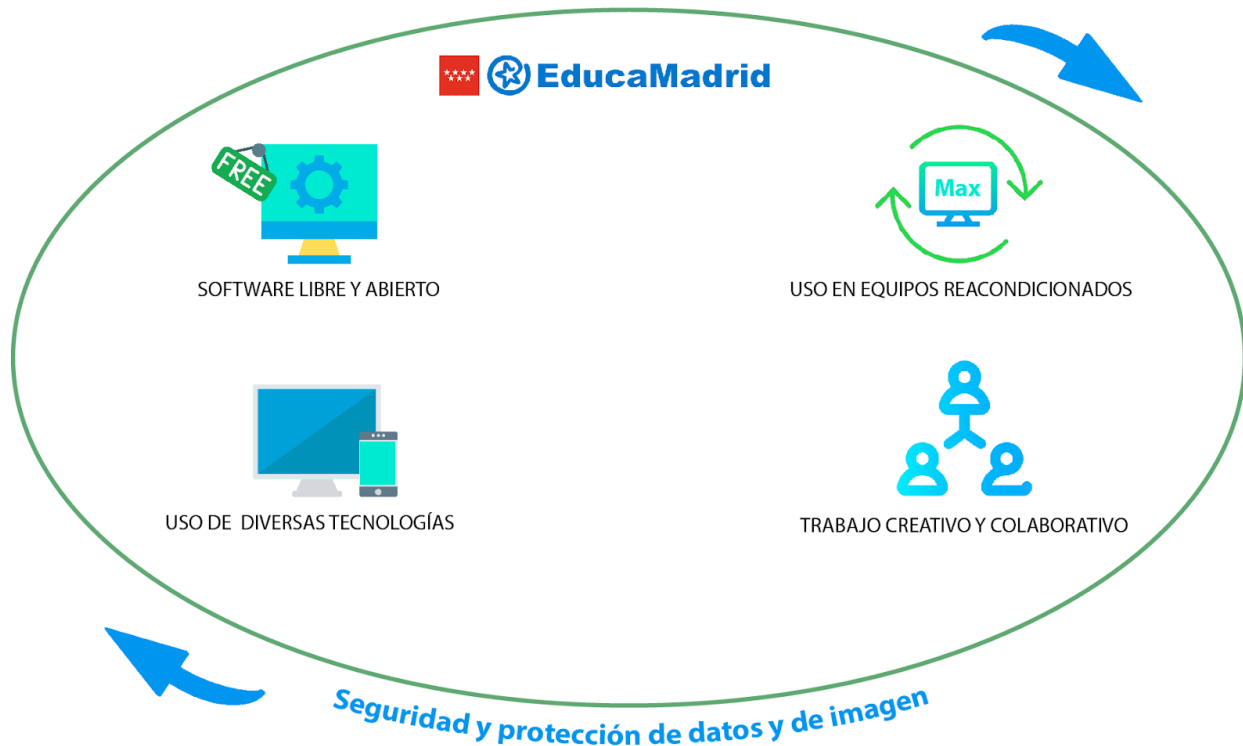 EducaMadrid
FREE
SOFTWARE LIBRE Y ABIERTO
Max
USO EN EQUIPOS REACONDICIONADOS
USO DE DIVERSAS TECNOLOGÍAS
TRABAJO CREATIVO Y COLABORATIVO
Seguridad y protección de datos y de imagen